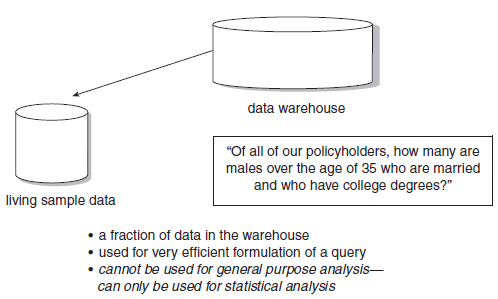 data warehouse
“Of all of our policyholders, how many are
males over the age of 35 who are married
and who have college degrees?”
living sample data
• a fraction of data in the warehouse
• used for very efficient formulation of a query
• cannot be used for general purpose analysis—
can only be used for statistical analysis